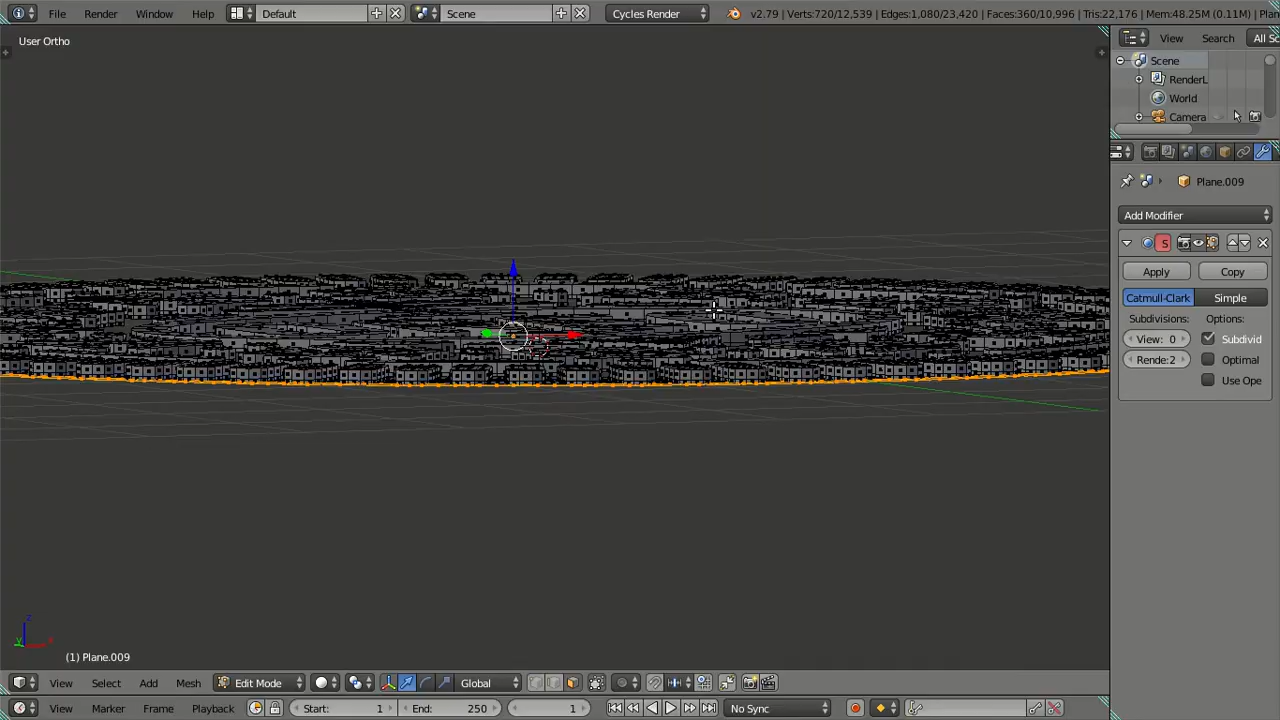 File Render Window Help Default Scene Cycles Render v2.79 | Verts:720/12,539 | Edges:1,080/23,420 | Faces:360/10,996 | Tris:22,176 | Mem:48.25M (0.11M) | Plan
User Ortho
View Search All Sc
Scene
RenderL
World
Camera
Plane.009
Add Modifier
S
Apply Copy
Catmull-Clark Simple
Subdivisions: Options:
View: 0 Subdivid
Rende:2 Optimal
Use Ope
z
y x
(1) Plane.009
View Select Add Mesh Edit Mode Global
View Marker Frame Playback Start: 1 End: 250 1 No Sync